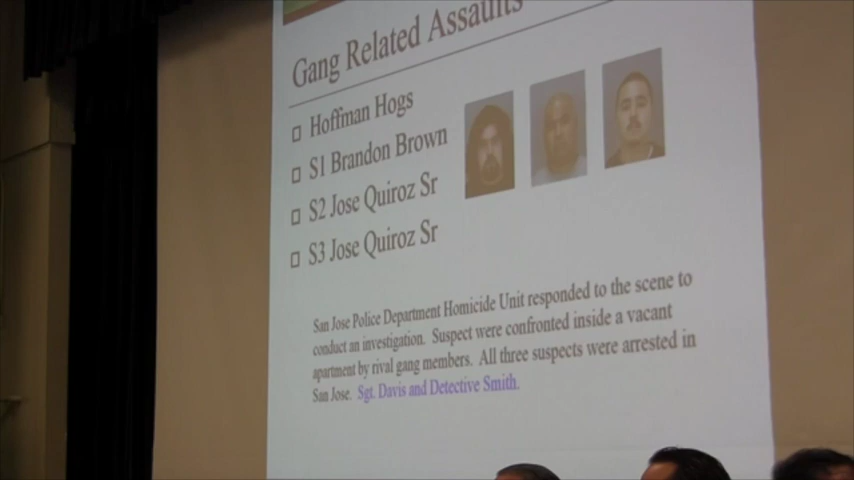 Gang Related Assaults
Hoffman Hogs
S1 Brandon Brown
S2 Jose Quiroz Sr
S3 Jose Quiroz Sr
San Jose Police Department Homicide Unit responded to the scene to
conduct an investigation. Suspect were confronted inside a vacant
apartment by rival gang members. All three suspects were arrested in
San Jose. Sgt. Davis and Detective Smith.